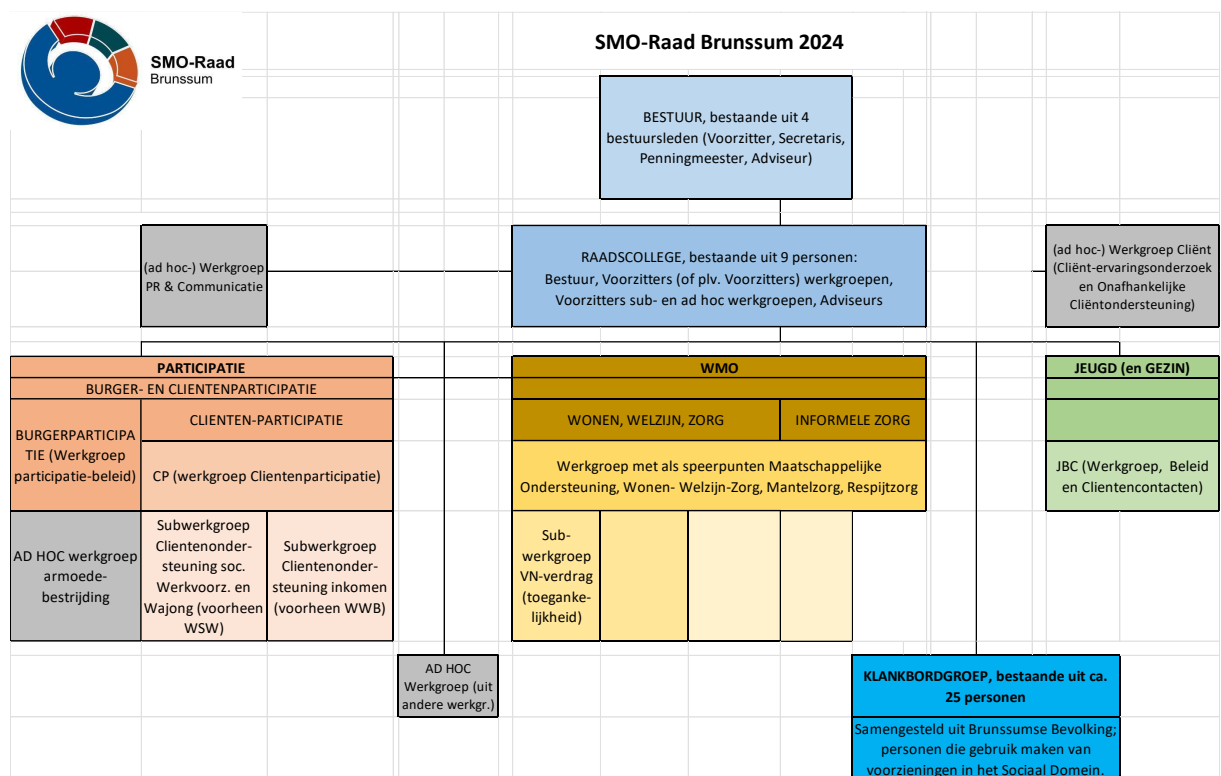 SMO-Raad Brunssum 2024
SMO-Raad
Brunssum
BESTUUR, bestaande uit 4
bestuursleden (Voorzitter, Secretaris,
Penningmeester, Adviseur)
(ad hoc-) Werkgroep
PR & Communicatie
RAADSCOLLEGE, bestaande uit 9 personen:
Bestuur, Voorzitters (of plv. Voorzitters) werkgroepen,
Voorzitters sub- en ad hoc werkgroepen, Adviseurs
(ad hoc-) Werkgroep Cliënt
(Cliënt-ervaringsonderzoek
en Onafhankelijke
Cliëntondersteuning)
PARTICIPATIE
BURGER- EN CLIENTENPARTICIPATIE
BURGERPARTICIPA
TIE (Werkgroep
participatie-beleid)
CLIENTEN-PARTICIPATIE
CP (werkgroep Clientenparticipatie)
AD HOC werkgroep
armoede-
bestrijding
Subwerkgroep
Clientenonder-
steuning soc.
Werkvoorz. en
Wajong (voorheen
WSW)
Subwerkgroep
Clientenonder-
steuning inkomen
(voorheen WWB)
WMO
WONEN, WELZIJN, ZORG
INFORMELE ZORG
Werkgroep met als speerpunten Maatschappelijke
Ondersteuning, Wonen- Welzijn-Zorg, Mantelzorg, Respijtzorg
Sub-
werkgroep
VN-verdrag
(toeganke-
lijkheid)
JEUGD (en GEZIN)
JBC (Werkgroep, Beleid
en Clientencontacten)
AD HOC
Werkgroep (uit
andere werkgr.)
KLANKBORDGROEP, bestaande uit ca.
25 personen
Samengesteld uit Brunssumse Bevolking;
personen die gebruik maken van
voorzieningen in het Sociaal Domein.